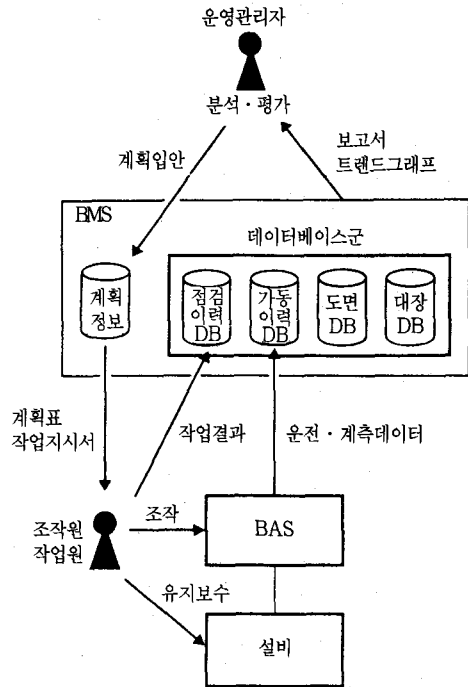 운영관리자
분석·평가
계획입안
보고서
트렌드그래프
BMS
데이터베이스군
계획
정보
점검
이력
DB
가동
이력
DB
도면
DB
대장
DB
계획표
작업지시서
작업결과
운전·계측데이터
조작원
작업원
조작
BAS
유지보수
설비